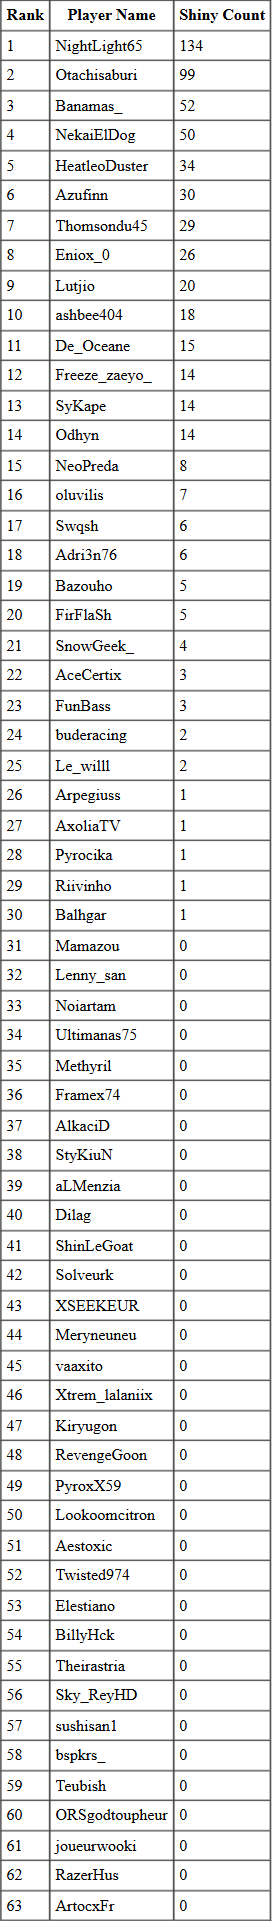 Rank Player Name Shiny Count
1 NightLight65 134
2 Otachisaburi 99
3 Banamas_ 52
4 NekaiElDog 50
5 HeatleoDuster 34
6 Azufinn 30
7 Thomsondu45 29
8 Eniox_0 26
9 Lutjio 20
10 ashbee404 18
11 De_Oceane 15
12 Freeze_zaeyo_ 14
13 SyKape 14
14 Odhyn 14
15 NeoPreda 8
16 oluvilis 7
17 Swqsh 6
18 Adri3n76 6
19 Bazouho 5
20 FirFlaSh 5
21 SnowGeek_ 4
22 AceCertix 3
23 FunBass 3
24 buderacing 2
25 Le_willl 2
26 Arpegiuss 1
27 AxoliaTV 1
28 Pyrocika 1
29 Riivinho 1
30 Balhgar 1
31 Mamazou 0
32 Lenny_san 0
33 Noiartam 0
34 Ultimanas75 0
35 Methyril 0
36 Framex74 0
37 AlkaciD 0
38 StyKiuN 0
39 aLMenzia 0
40 Dilag 0
41 ShinLeGoat 0
42 Solveurk 0
43 XSEEKEUR 0
44 Meryneuneu 0
45 vaaxito 0
46 Xtrem_lalaniix 0
47 Kiryugon 0
48 RevengeGoon 0
49 PyroxX59 0
50 Lookoomcitron 0
51 Aestoxic 0
52 Twisted974 0
53 Elestiano 0
54 BillyHck 0
55 Theirastria 0
56 Sky_ReyHD 0
57 sushisan1 0
58 bspkrs_ 0
59 Teubish 0
60 ORSgodtoupheur 0
61 joueurwooki 0
62 RazerHus 0
63 ArtocxFr 0